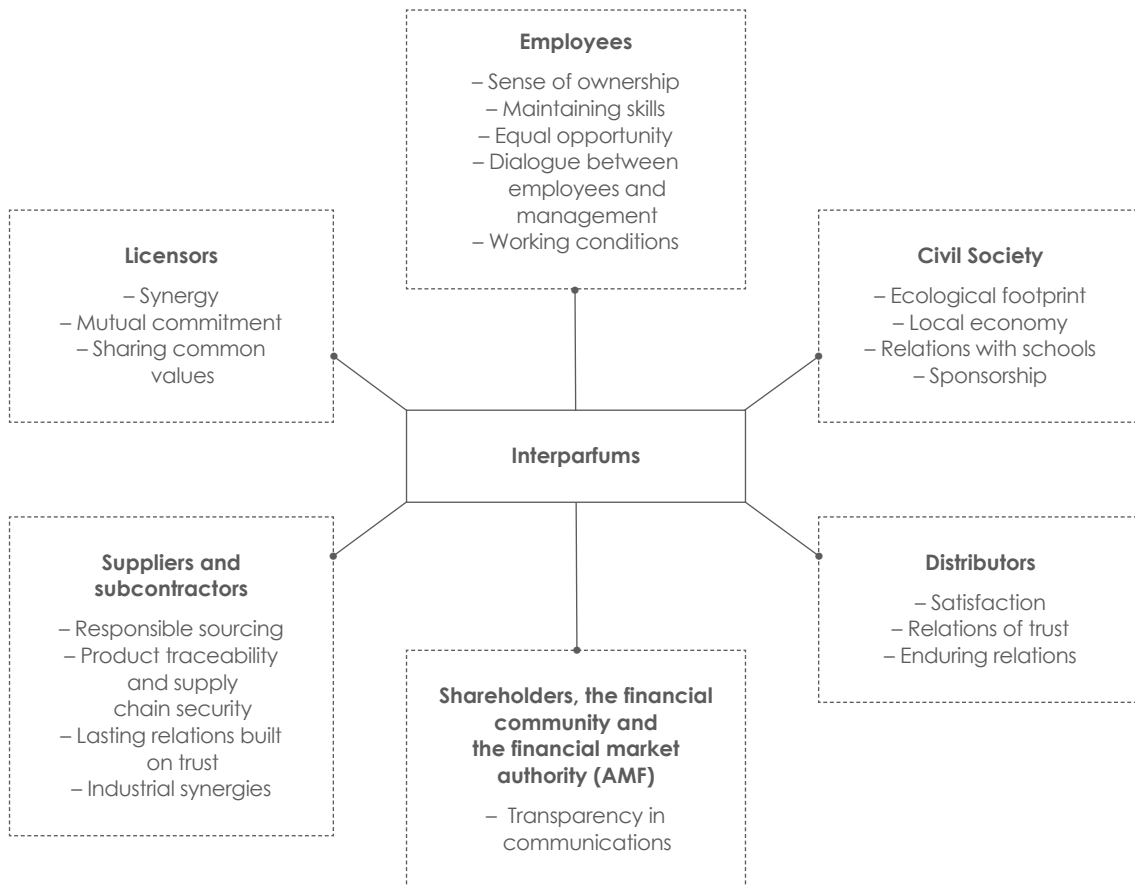 Employees
– Sense of ownership
– Maintaining skills
– Equal opportunity
– Dialogue between
employees and
management
– Working conditions
Licensors
– Synergy
– Mutual commitment
– Sharing common
values
Civil Society
– Ecological footprint
– Local economy
– Relations with schools
– Sponsorship
Interparfums
Suppliers and
subcontractors
– Responsible sourcing
– Product traceability
and supply
chain security
– Lasting relations built
on trust
– Industrial synergies
Shareholders, the financial
community and
the financial market
authority (AMF)
– Transparency in
communications
Distributors
– Satisfaction
– Relations of trust
– Enduring relations